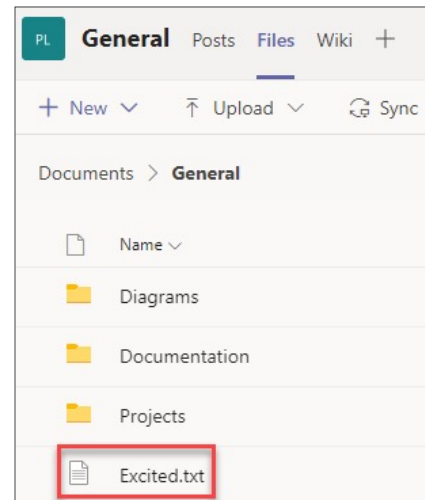 PL General Posts Files Wiki +
+ New Upload Sync
Documents > General
Name
Diagrams
Documentation
Projects
Excited.txt